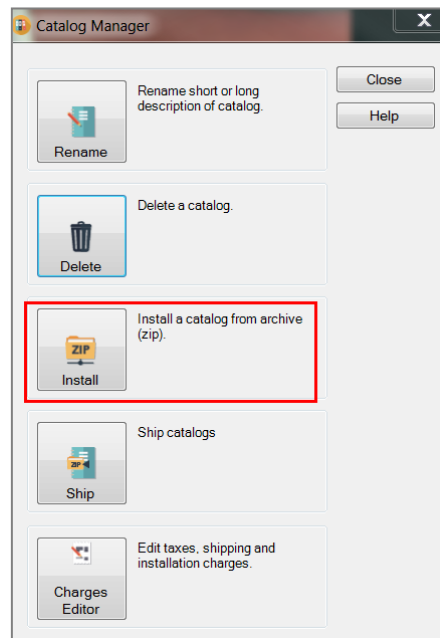 Catalog Manager
X
Close
Help
Rename short or long
description of catalog.
Rename
Delete a catalog.
Delete
Install a catalog from archive
(zip).
ZIP
Install
Ship catalogs
ZIP
Ship
Edit taxes, shipping and
installation charges.
Charges
Editor